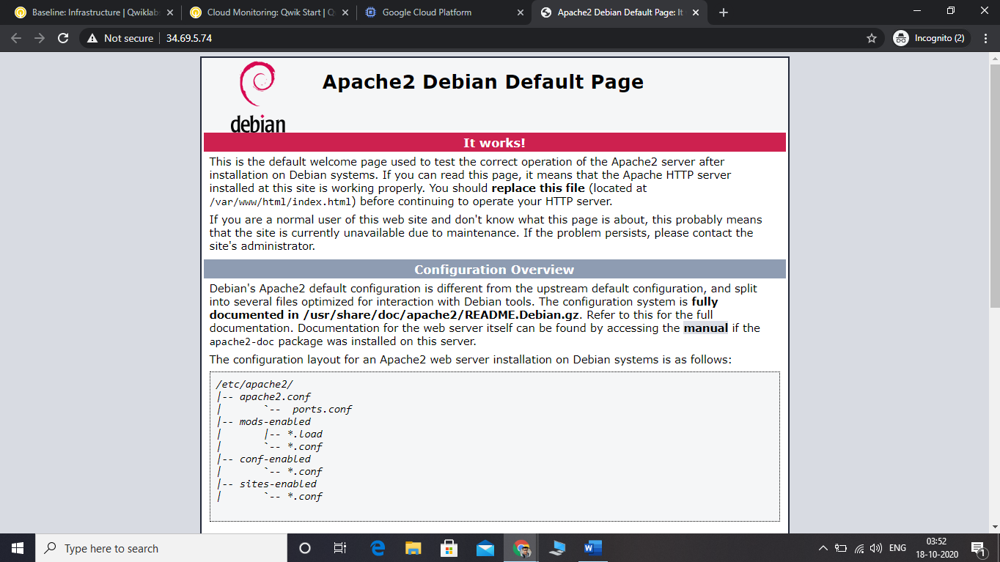 Baseline: Infrastructure | Qwiklab
Cloud Monitoring: Qwik Start | Q
Google Cloud Platform
Apache2 Debian Default Page: It
Not secure
34.69.5.74
Incognito (2)
debian
Apache2 Debian Default Page
It works!
This is the default welcome page used to test the correct operation of the Apache2 server after
installation on Debian systems. If you can read this page, it means that the Apache HTTP server
installed at this site is working properly. You should replace this file (located at
/var/www/html/index.html) before continuing to operate your HTTP server.
If you are a normal user of this web site and don't know what this page is about, this probably means
that the site is currently unavailable due to maintenance. If the problem persists, please contact the
site's administrator.
Configuration Overview
Debian's Apache2 default configuration is different from the upstream default configuration, and split
into several files optimized for interaction with Debian tools. The configuration system is fully
documented in /usr/share/doc/apache2/README.Debian.gz. Refer to this for the full
documentation. Documentation for the web server itself can be found by accessing the manual if the
apache2-doc package was installed on this server.
The configuration layout for an Apache2 web server installation on Debian systems is as follows:
/etc/apache2/
|-- apache2.conf
|       `--  ports.conf
|-- mods-enabled
|       |-- *.load
|       `-- *.conf
|-- conf-enabled
|       `-- *.conf
|-- sites-enabled
|       `-- *.conf
Type here to search
ENG
03:52
18-10-2020
1